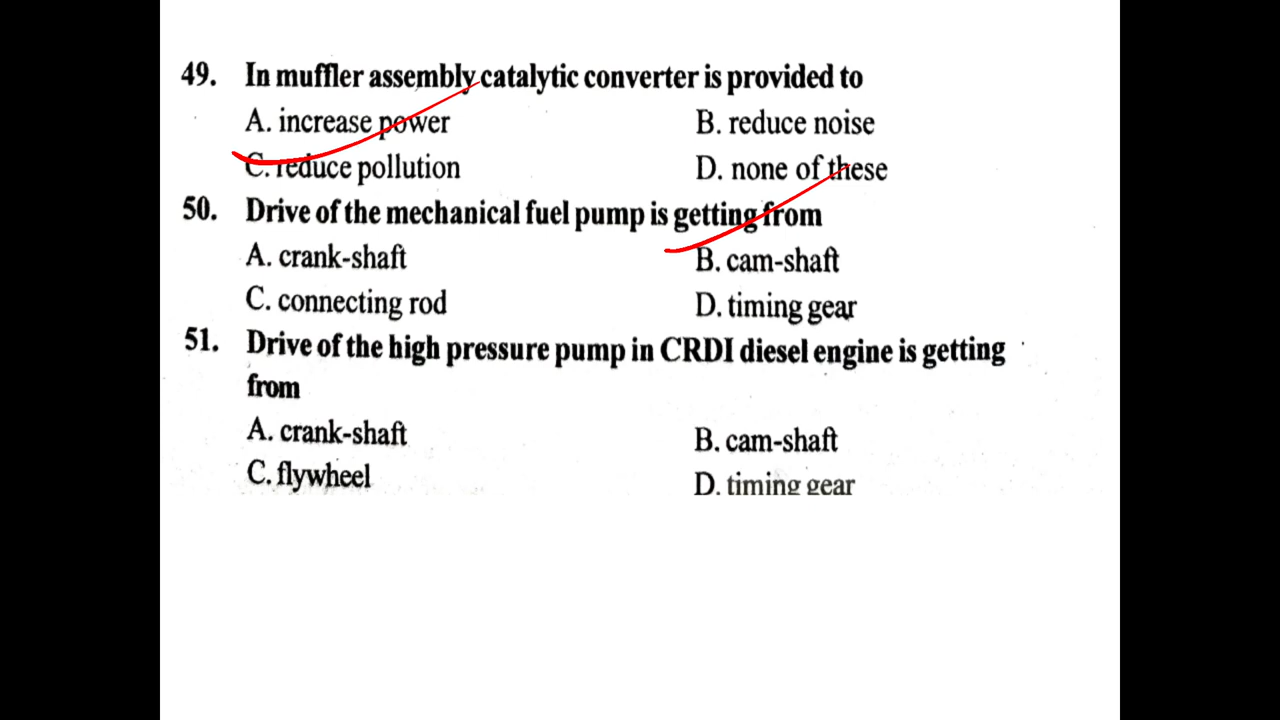 49. In muffler assembly catalytic converter is provided to
A. increase power B. reduce noise
C. reduce pollution D. none of these
50. Drive of the mechanical fuel pump is getting from
A. crank-shaft B. cam-shaft
C. connecting rod D. timing gear
51. Drive of the high pressure pump in CRDI diesel engine is getting
from
A. crank-shaft B. cam-shaft
C. flywheel D. timing gear